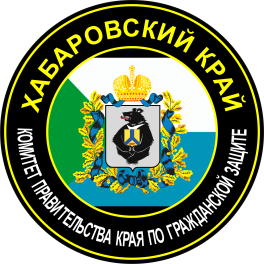 ХАБАРОВСКИЙ КРАЙ
КОМИТЕТ ПРАВИТЕЛЬСТВА КРАЯ ПО ГРАЖДАНСКОЙ ЗАЩИТЕ